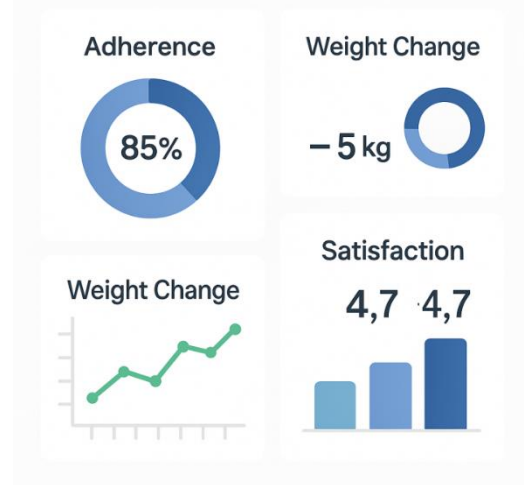 Adherence
85%
Weight Change
– 5 kg
Weight Change
Satisfaction
4,7 ·4,7